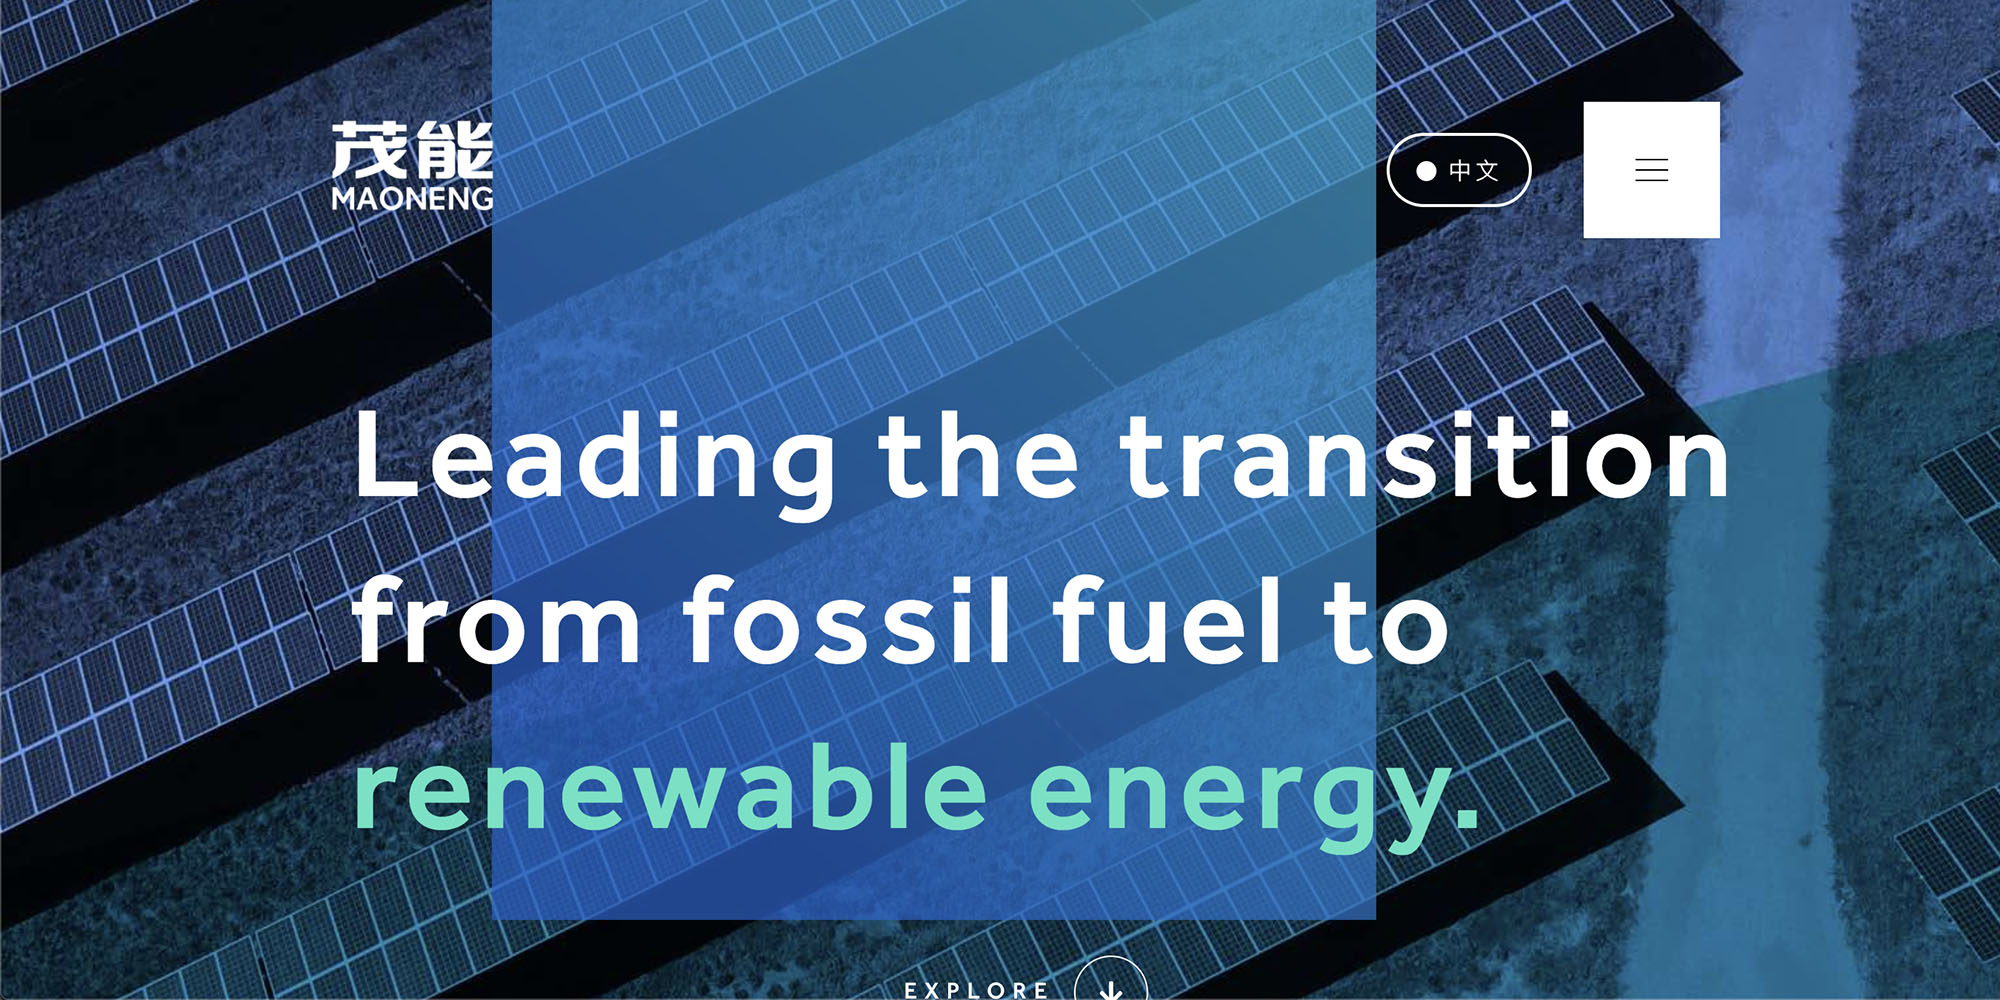 茂能
MAONENG
中文
Leading the transition
from fossil fuel to
renewable energy.
EXPLORE